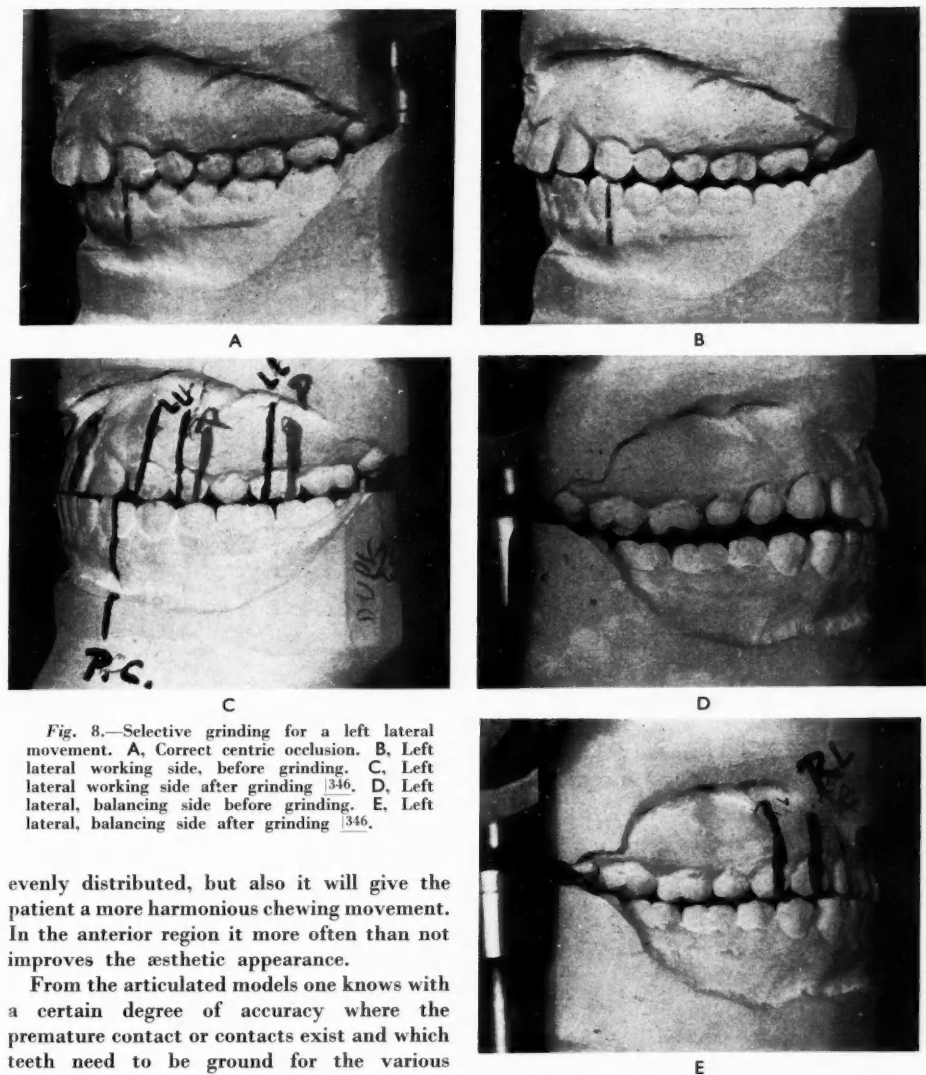 A
B
P
LU
A
LL
P
P.C.
C
D
Fig. 8.—Selective grinding for a left lateral
movement. A, Correct centric occlusion. B, Left
lateral working side, before grinding. C, Left
lateral working side after grinding |346. D, Left
lateral, balancing side before grinding. E, Left
lateral, balancing side after grinding |346.
E
evenly distributed, but also it will give the
patient a more harmonious chewing movement.
In the anterior region it more often than not
improves the æsthetic appearance.
From the articulated models one knows with
a certain degree of accuracy where the
premature contact or contacts exist and which
teeth need to be ground for the various